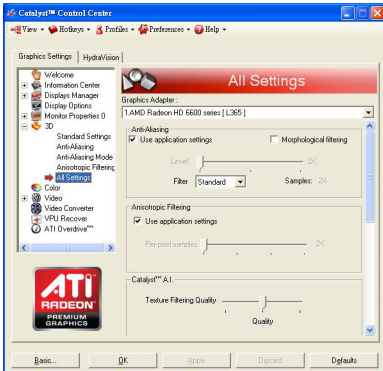 Catalyst™ Control Center
View Hotkeys Profiles Preferences Help
Graphics Settings HydraVision
Welcome
Information Center
Displays Manager
Display Options
Monitor Properties 0
3D
Standard Settings
Anti-Aliasing
Anti-Aliasing Mode
Anisotropic Filtering
All Settings
Color
Video
Video Converter
VPU Recover
ATI Overdrive™
ATI
RADEON
PREMIUM
GRAPHICS
All Settings
Graphics Adapter :
1.AMD Radeon HD 6600 series [ L365 ]
Anti-Aliasing
Use application settings Morphological filtering
Level 2X
Filter Standard Samples: 2X
Anisotropic Filtering
Use application settings
Per-pixel samples 2X
Catalyst™ A.I.
Texture Filtering Quality
Quality
Basic... OK Apply Discard Defaults